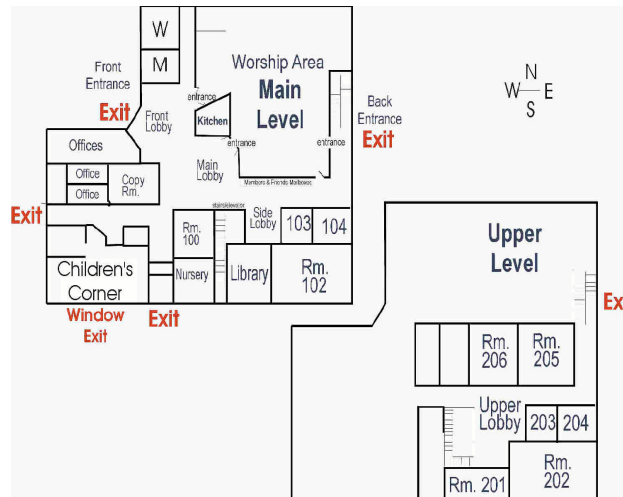 W
M
Worship Area
Main
Level
Front
Entrance
Exit
entrance
Kitchen
Front
Lobby
Back
Entrance
Exit
N
W E
S
Offices
entrance
entrance
Main
Lobby
Members & Friends Mailboxes
Office
Office
Copy
Rm.
Exit
stairs/elevator
Side
Lobby
103
104
Rm.
100
Nursery
Library
Rm.
102
Children's
Corner
Window
Exit
Exit
Upper
Level
Ex
Rm.
206
Rm.
205
Upper
Lobby
203
204
Rm. 201
Rm.
202